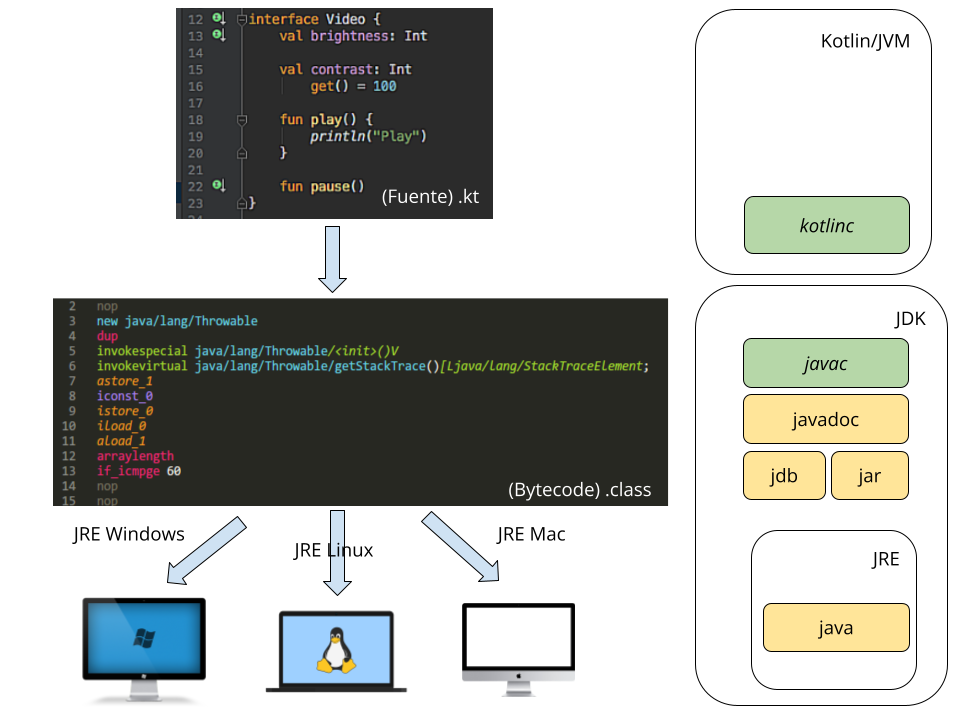 12 interface Video {
13 val brightness: Int
14
15 val contrast: Int
16 get() = 100
17
18 fun play() {
19 println("Play")
20 }
21
22 fun pause()
23 }
(Fuente) .kt
2 nop
3 new java/lang/Throwable
4 dup
5 invokespecial java/lang/Throwable/<init>()V
6 invokevirtual java/lang/Throwable/getStackTrace()[Ljava/lang/StackTraceElement;
7 astore_1
8 iconst_0
9 istore_0
10 iload_0
11 aload_1
12 arraylength
13 if_icmpge 60
14 nop
15 nop
(Bytecode) .class
JRE Windows
JRE Linux
JRE Mac
Kotlin/JVM
kotlinc
JDK
javac
javadoc
jdb
jar
JRE
java